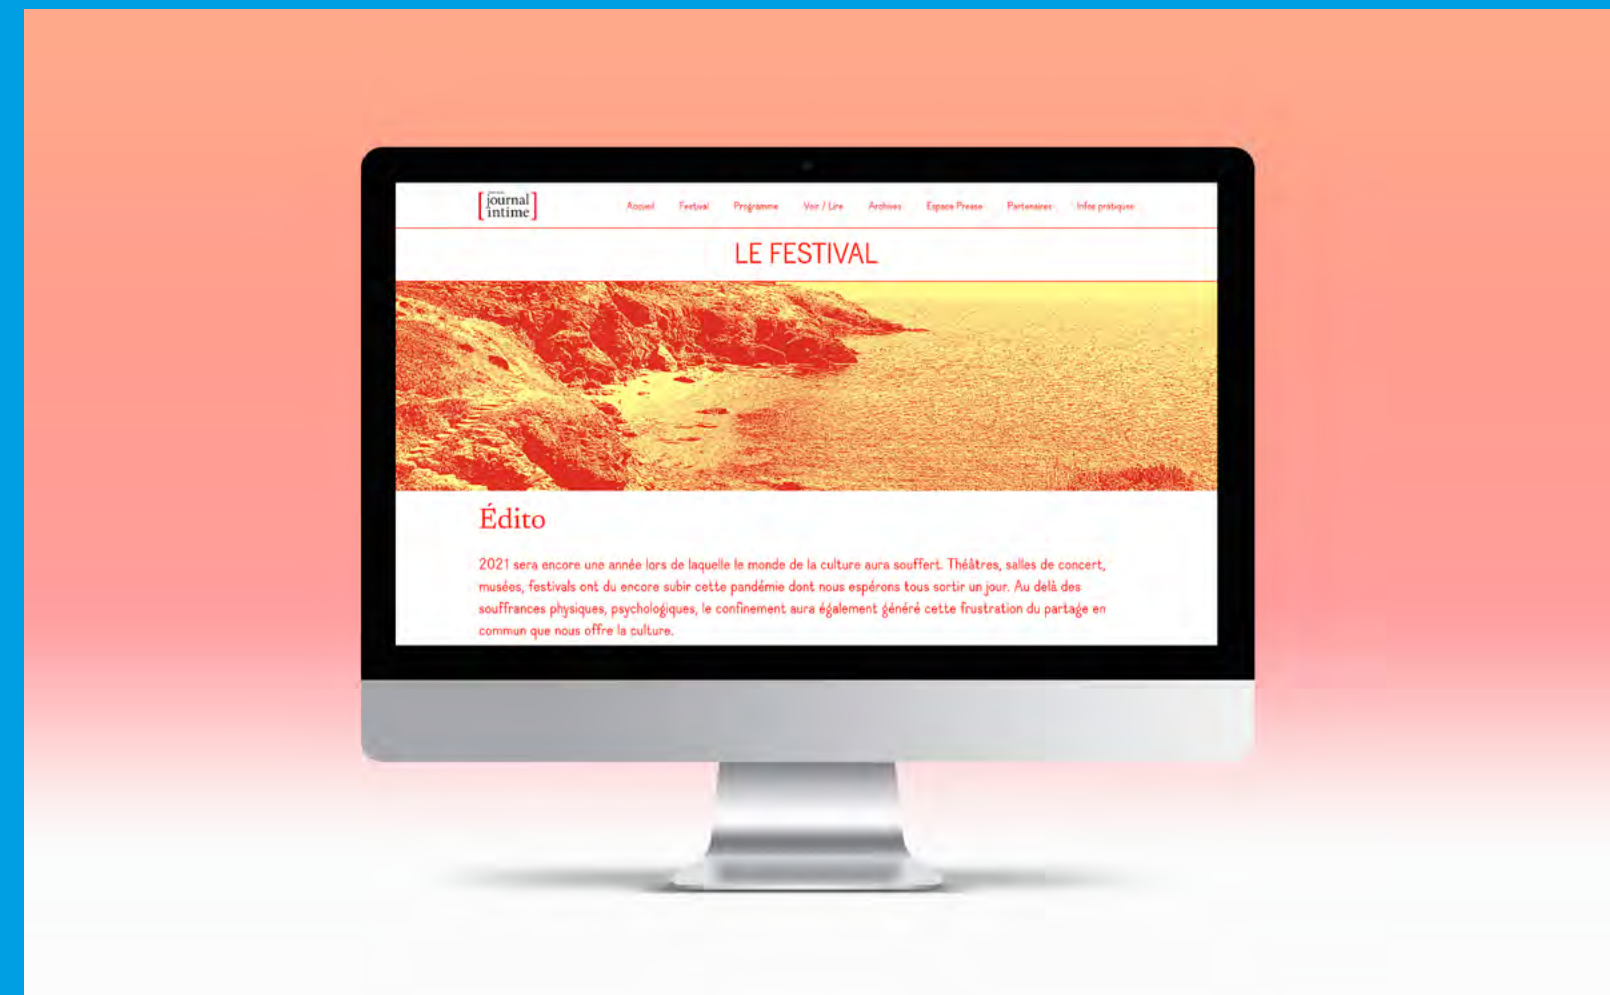 journal
intime
Accueil Festival Programme Voir / Lire Archives Espace Presse Partenaires Infos pratiques
LE FESTIVAL
Édito
2021 sera encore une année lors de laquelle le monde de la culture aura souffert. Théâtres, salles de concert,
musées, festivals ont du encore subir cette pandémie dont nous espérons tous sortir un jour. Au delà des
souffrances physiques, psychologiques, le confinement aura également généré cette frustration du partage en
commun que nous offre la culture.